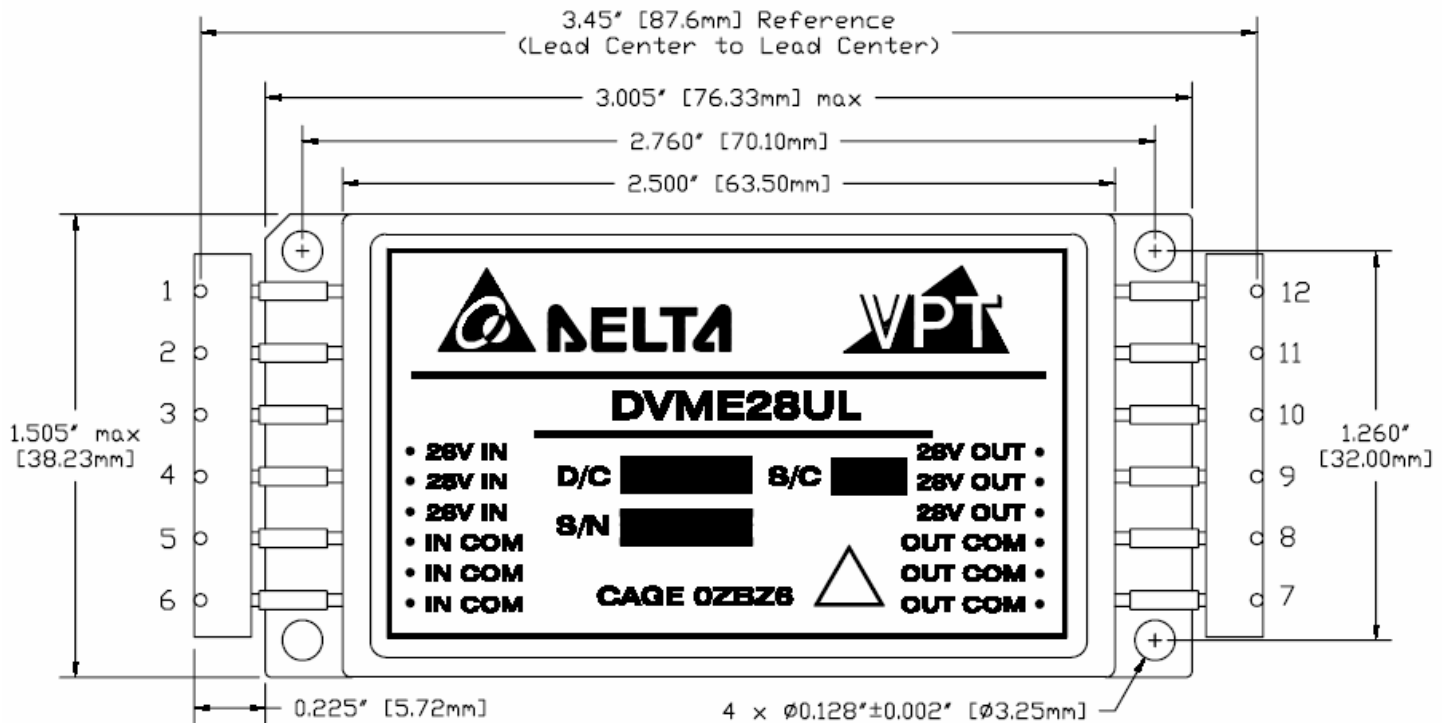 3.45" [87.6mm] Reference
(Lead Center to Lead Center)
3.005" [76.33mm] max
2.760" [70.10mm]
2.500" [63.50mm]
1
2
3
4
5
6
1.505" max
[38.23mm]
DELTA
VPT
DVME28UL
• 28V IN
• 28V IN
• 28V IN
• IN COM
• IN COM
• IN COM
D/C
S/C
S/N
CAGE 0ZBZ6
28V OUT •
28V OUT •
28V OUT •
OUT COM •
OUT COM •
OUT COM •
12
11
10
9
8
7
1.260"
[32.00mm]
0.225" [5.72mm]
4 x ø0.128"±0.002" [ø3.25mm]